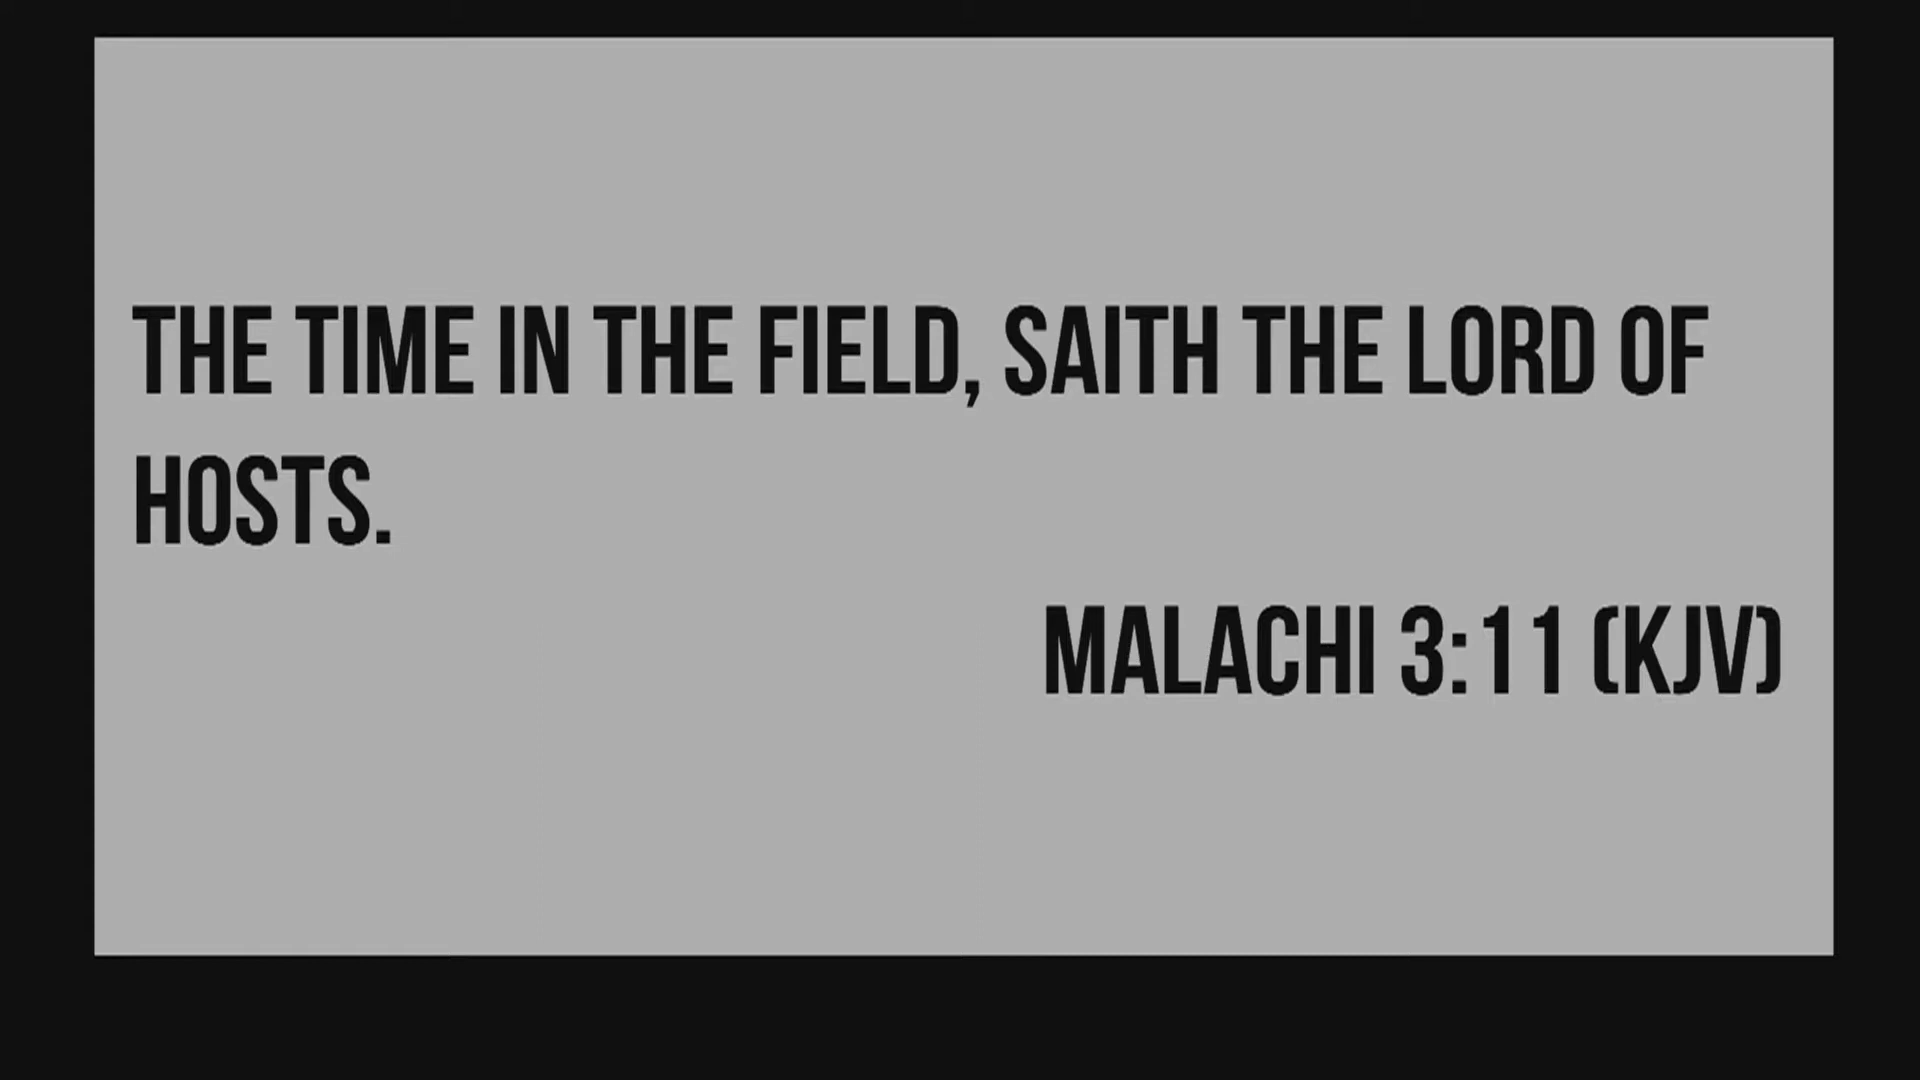 THE TIME IN THE FIELD, SAITH THE LORD OF
HOSTS.
MALACHI 3:11 (KJV)